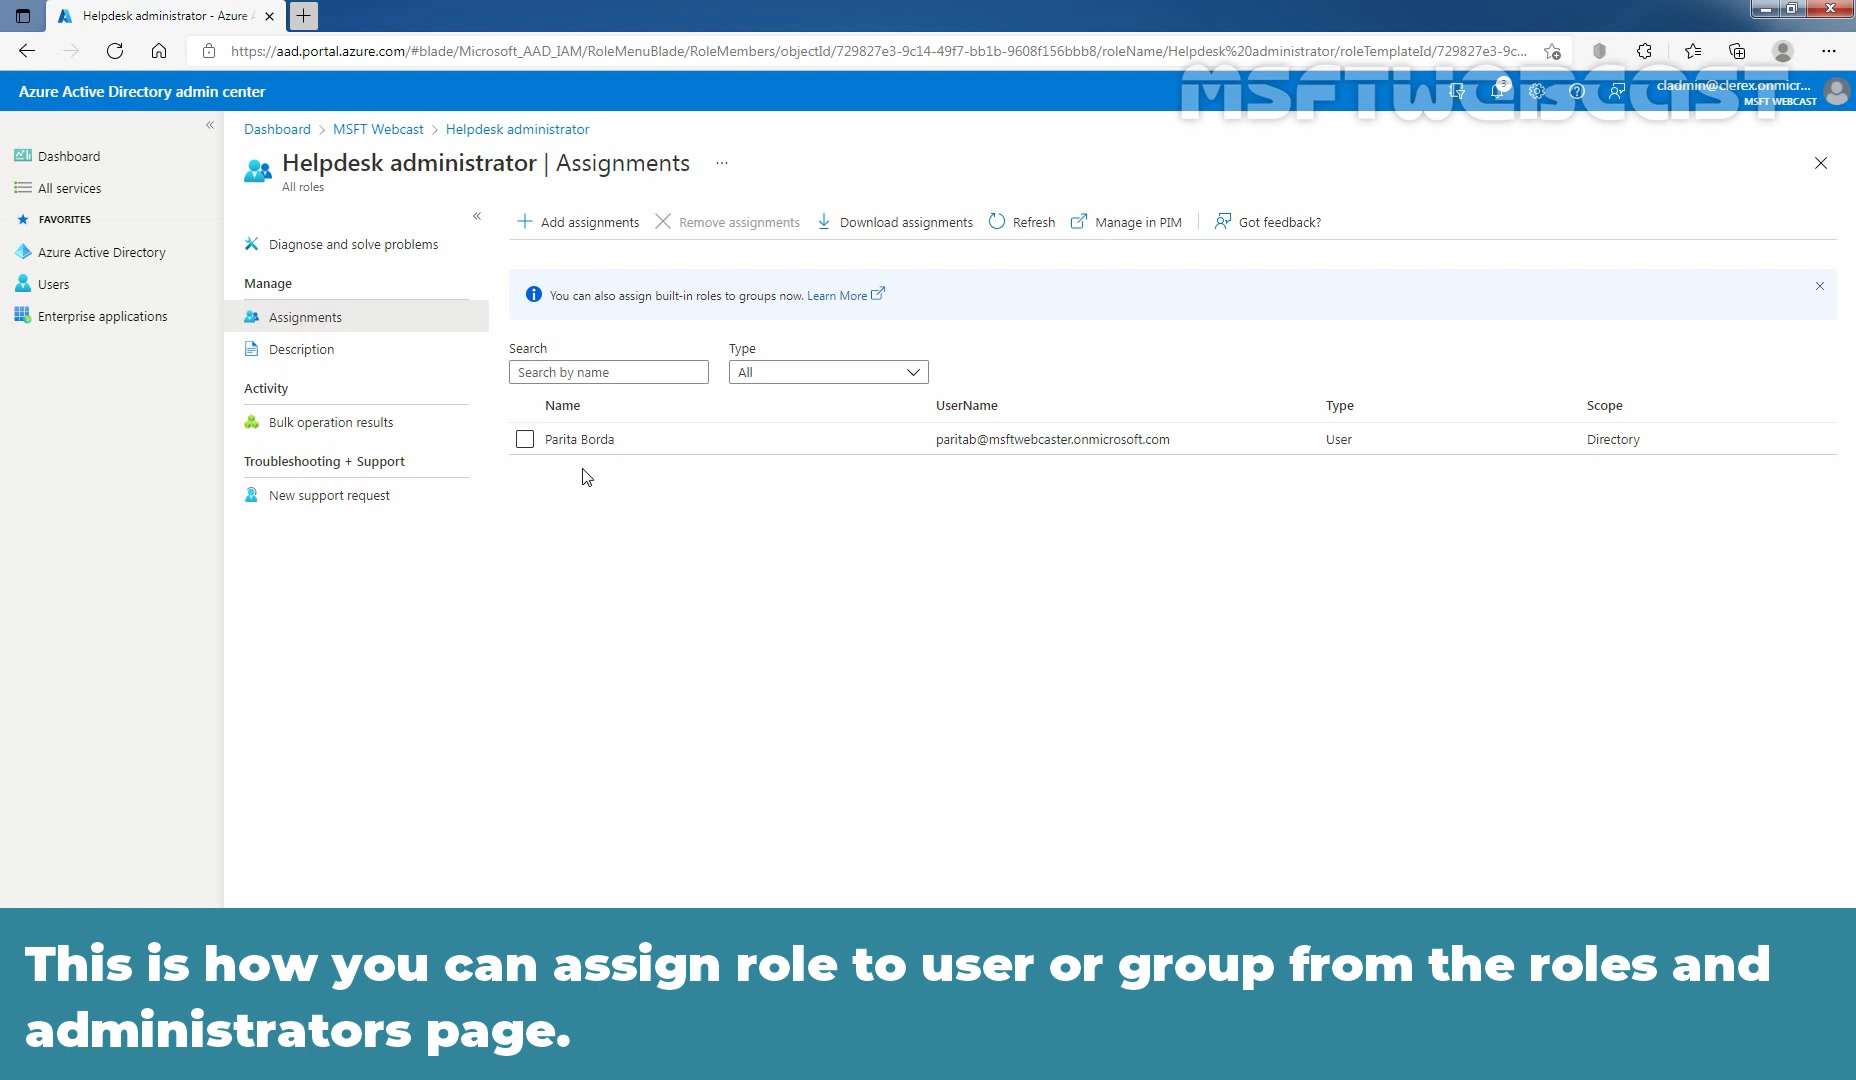 Helpdesk administrator - Azure A
https://aad.portal.azure.com/#blade/Microsoft_AAD_IAM/RoleMenuBlade/RoleMembers/objectId/729827e3-9c14-49f7-bb1b-9608f156bbb8/roleName/Helpdesk%20administrator/roleTemplateId/729827e3-9c...
Azure Active Directory admin center
MSFTWEBCAST
3
cladmin@clerex.onmicr...
MSFT WEBCAST
Dashboard
All services
FAVORITES
Azure Active Directory
Users
Enterprise applications
Dashboard > MSFT Webcast > Helpdesk administrator
Helpdesk administrator | Assignments ...
All roles
Diagnose and solve problems
Manage
Assignments
Description
Activity
Bulk operation results
Troubleshooting + Support
New support request
Add assignments Remove assignments Download assignments Refresh Manage in PIM Got feedback?
You can also assign built-in roles to groups now. Learn More
Search Type
Search by name All
Name UserName Type Scope
Parita Borda paritab@msftwebcaster.onmicrosoft.com User Directory
This is how you can assign role to user or group from the roles and
administrators page.